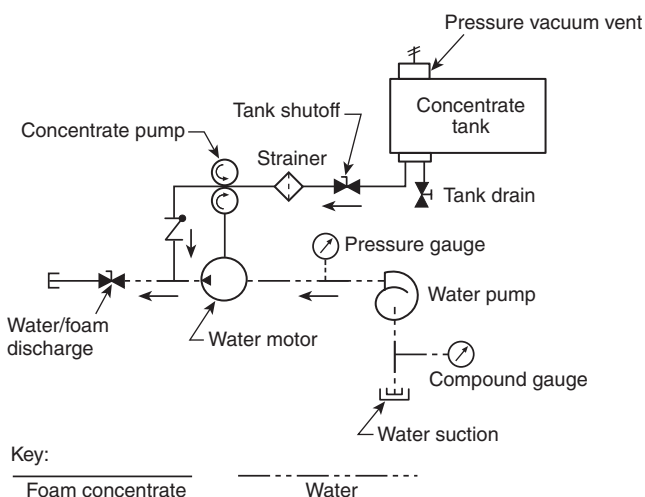 Pressure vacuum vent
Concentrate
tank
Tank shutoff
Concentrate pump
Strainer
Tank drain
Pressure gauge
Water pump
Water/foam
discharge
Water motor
Compound gauge
Water suction
Key:
Foam concentrate
Water